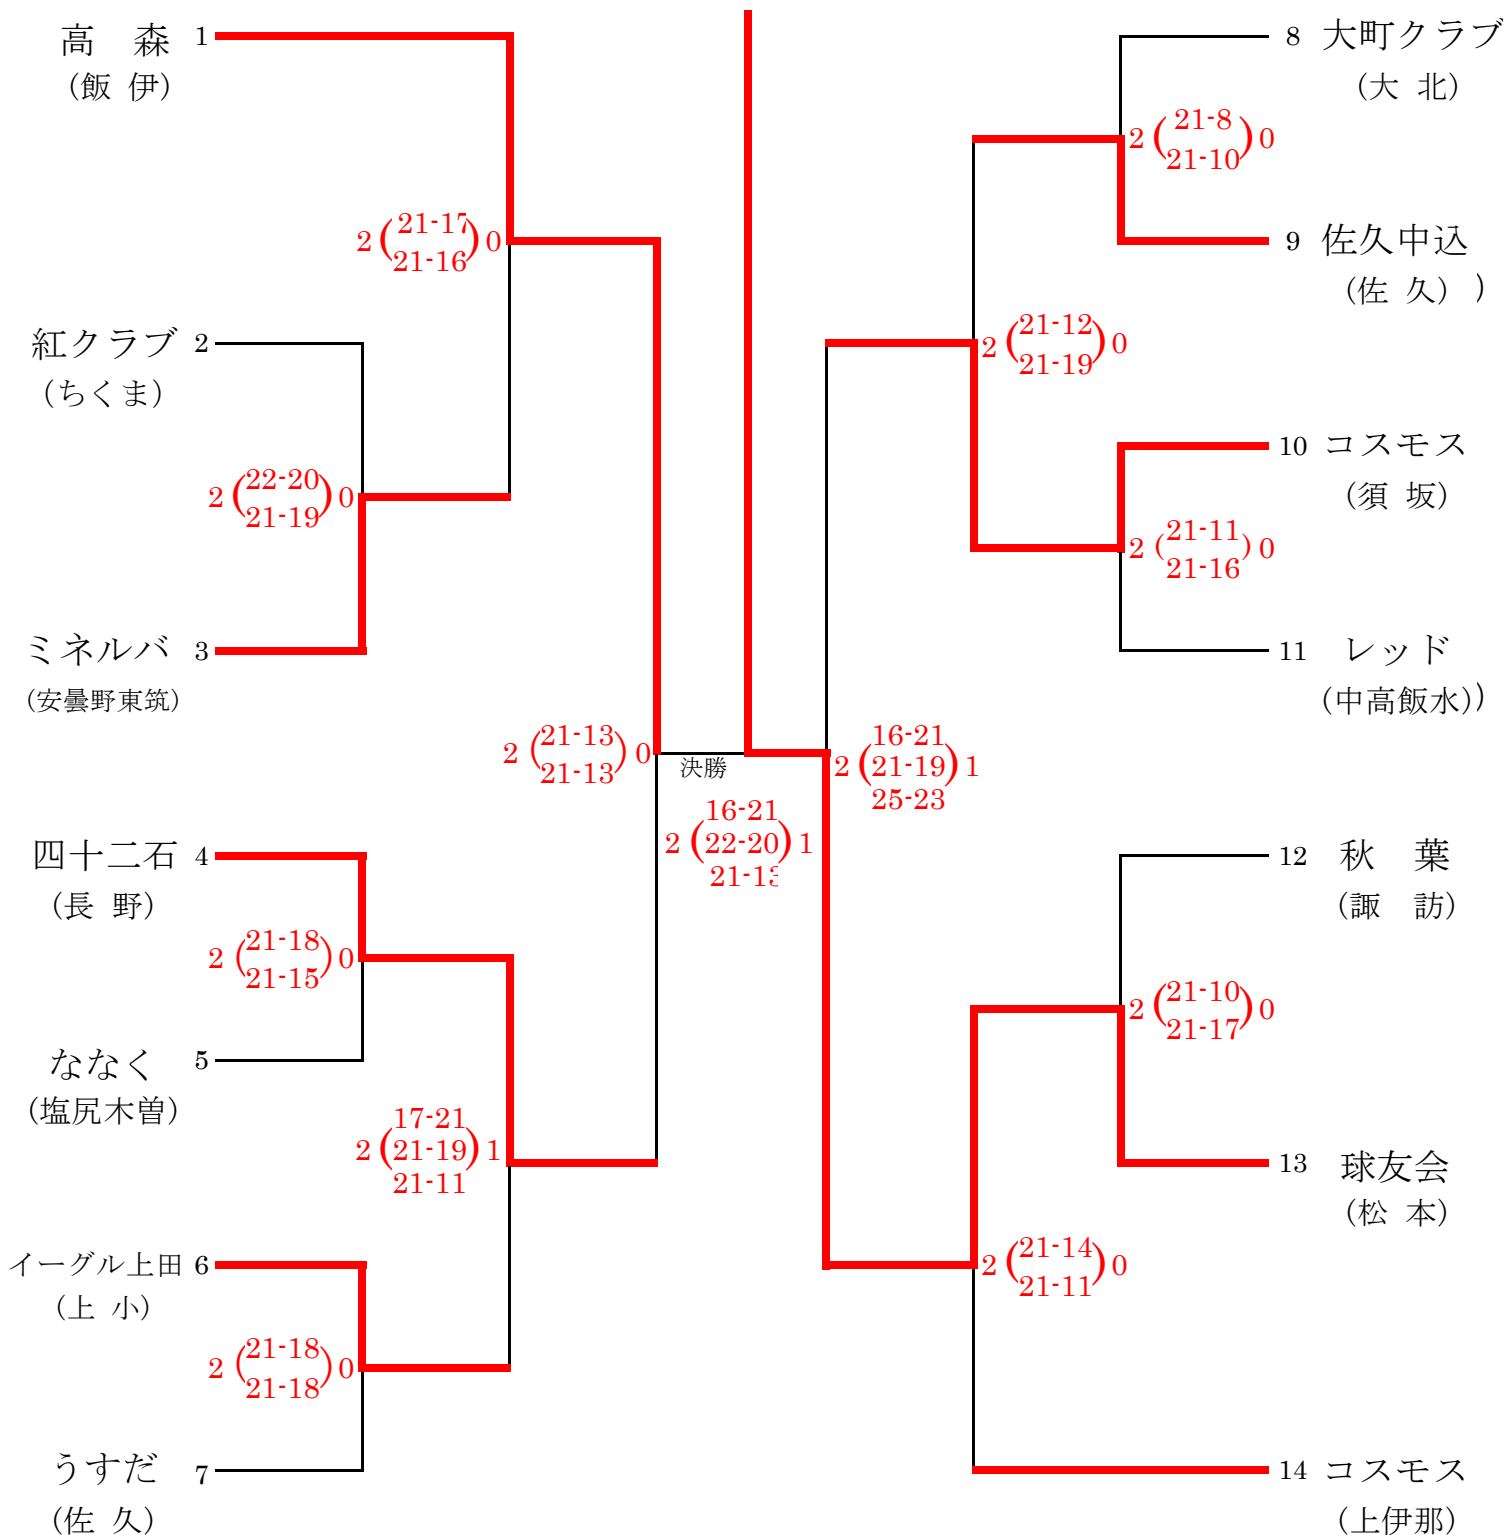 高　森 1
(飯 伊)
2 (21-17 0
21-16)
紅クラブ 2
(ちくま)
2 (22-20) 0
21-19
ミネルバ 3
(安曇野東筑)
2 (21-13) 0
21-13
四十二石 4
(長 野)
2 (21-18) 0
21-15
ななく 5
(塩尻木曽)
17-21
2 (21-19) 1
21-11
イーグル上田 6
(上 小)
2 (21-18) 0
21-18
うすだ 7
(佐 久)
決勝
16-21
2 (22-20) 1
21-13
8 大町クラブ
(大 北)
2 (21-8) 0
21-10
9 佐久中込
(佐 久) )
2 (21-12) 0
21-19
10 コスモス
(須 坂)
2 (21-11) 0
21-16
11 レッド
(中高飯水))
16-21
2 (21-19) 1
25-23
12 秋　葉
(諏　訪)
2 (21-10) 0
21-17
13 球友会
(松 本)
2 (21-14) 0
21-11
14 コスモス
(上伊那)